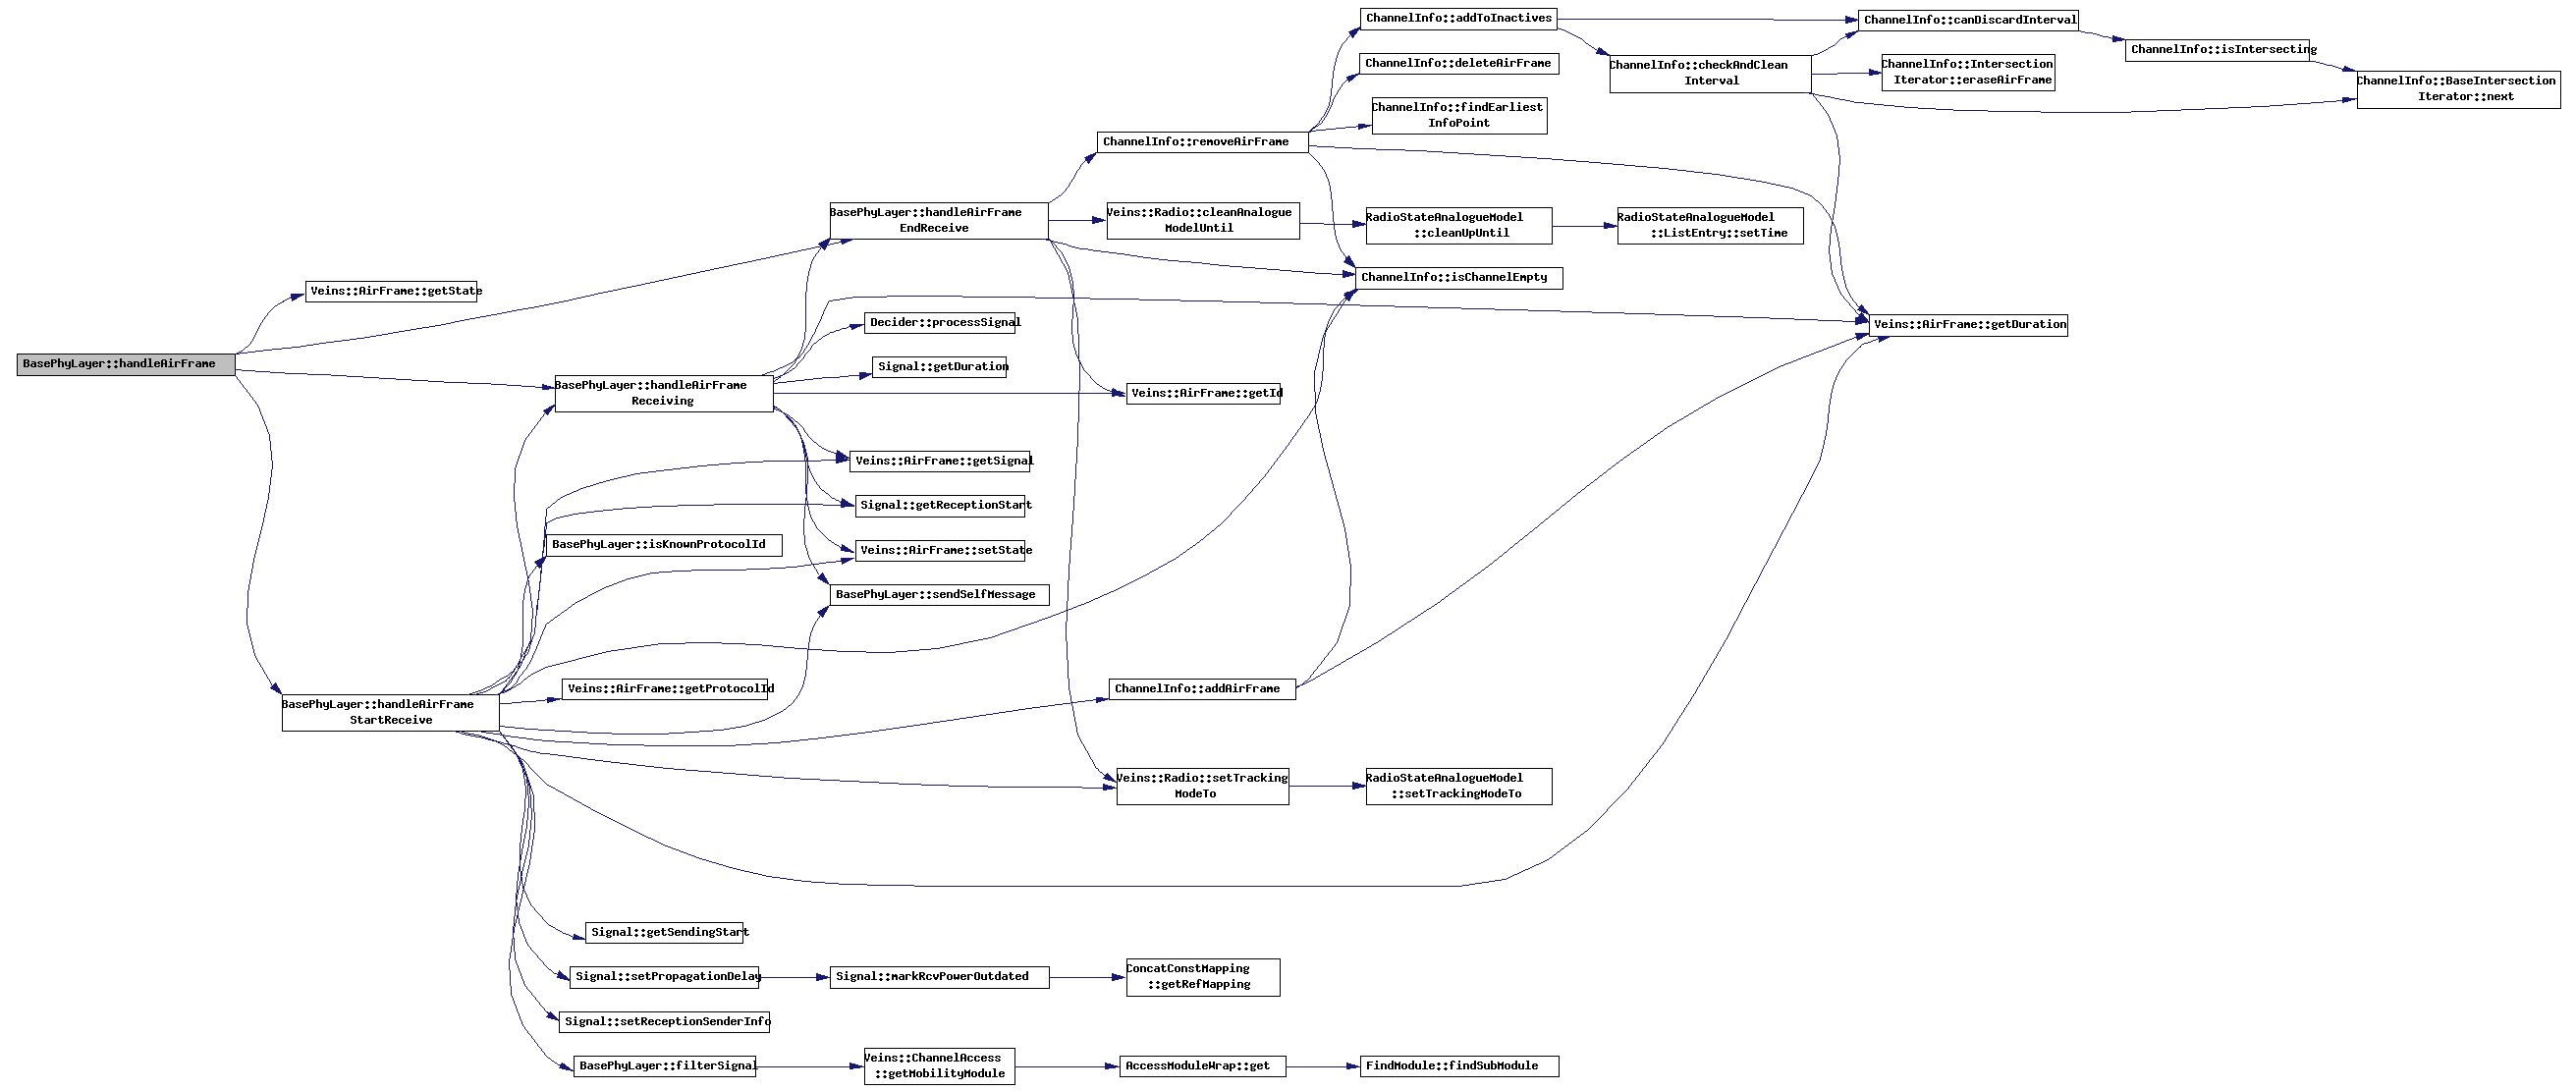 BasePhyLayer::handleAirFrame
Veins::AirFrame::getState
BasePhyLayer::handleAirFrame
StartReceive
BasePhyLayer::handleAirFrame
Receiving
BasePhyLayer::isKnownProtocolId
Veins::AirFrame::getProtocolId
Signal::getSendingStart
Signal::setPropagationDelay
Signal::setReceptionSenderInfo
BasePhyLayer::filterSignal
BasePhyLayer::handleAirFrame
EndReceive
Decider::processSignal
Signal::getDuration
Veins::AirFrame::getSignal
Signal::getReceptionStart
Veins::AirFrame::setState
BasePhyLayer::sendSelfMessage
Signal::markRcvPowerOutdated
Veins::ChannelAccess
::getMobilityModule
ChannelInfo::removeAirFrame
Veins::Radio::cleanAnalogue
ModelUntil
Veins::AirFrame::getId
ChannelInfo::addAirFrame
Veins::Radio::setTracking
ModeTo
ConcatConstMapping
::getRefMapping
AccessModuleWrap::get
ChannelInfo::addToInactives
ChannelInfo::deleteAirFrame
ChannelInfo::findEarliest
InfoPoint
RadioStateAnalogueModel
::cleanUpUntil
ChannelInfo::isChannelEmpty
RadioStateAnalogueModel
::setTrackingModeTo
FindModule::findSubModule
ChannelInfo::checkAndClean
Interval
RadioStateAnalogueModel
::ListEntry::setTime
ChannelInfo::canDiscardInterval
ChannelInfo::Intersection
Iterator::eraseAirFrame
Veins::AirFrame::getDuration
ChannelInfo::isIntersecting
ChannelInfo::BaseIntersection
Iterator::next